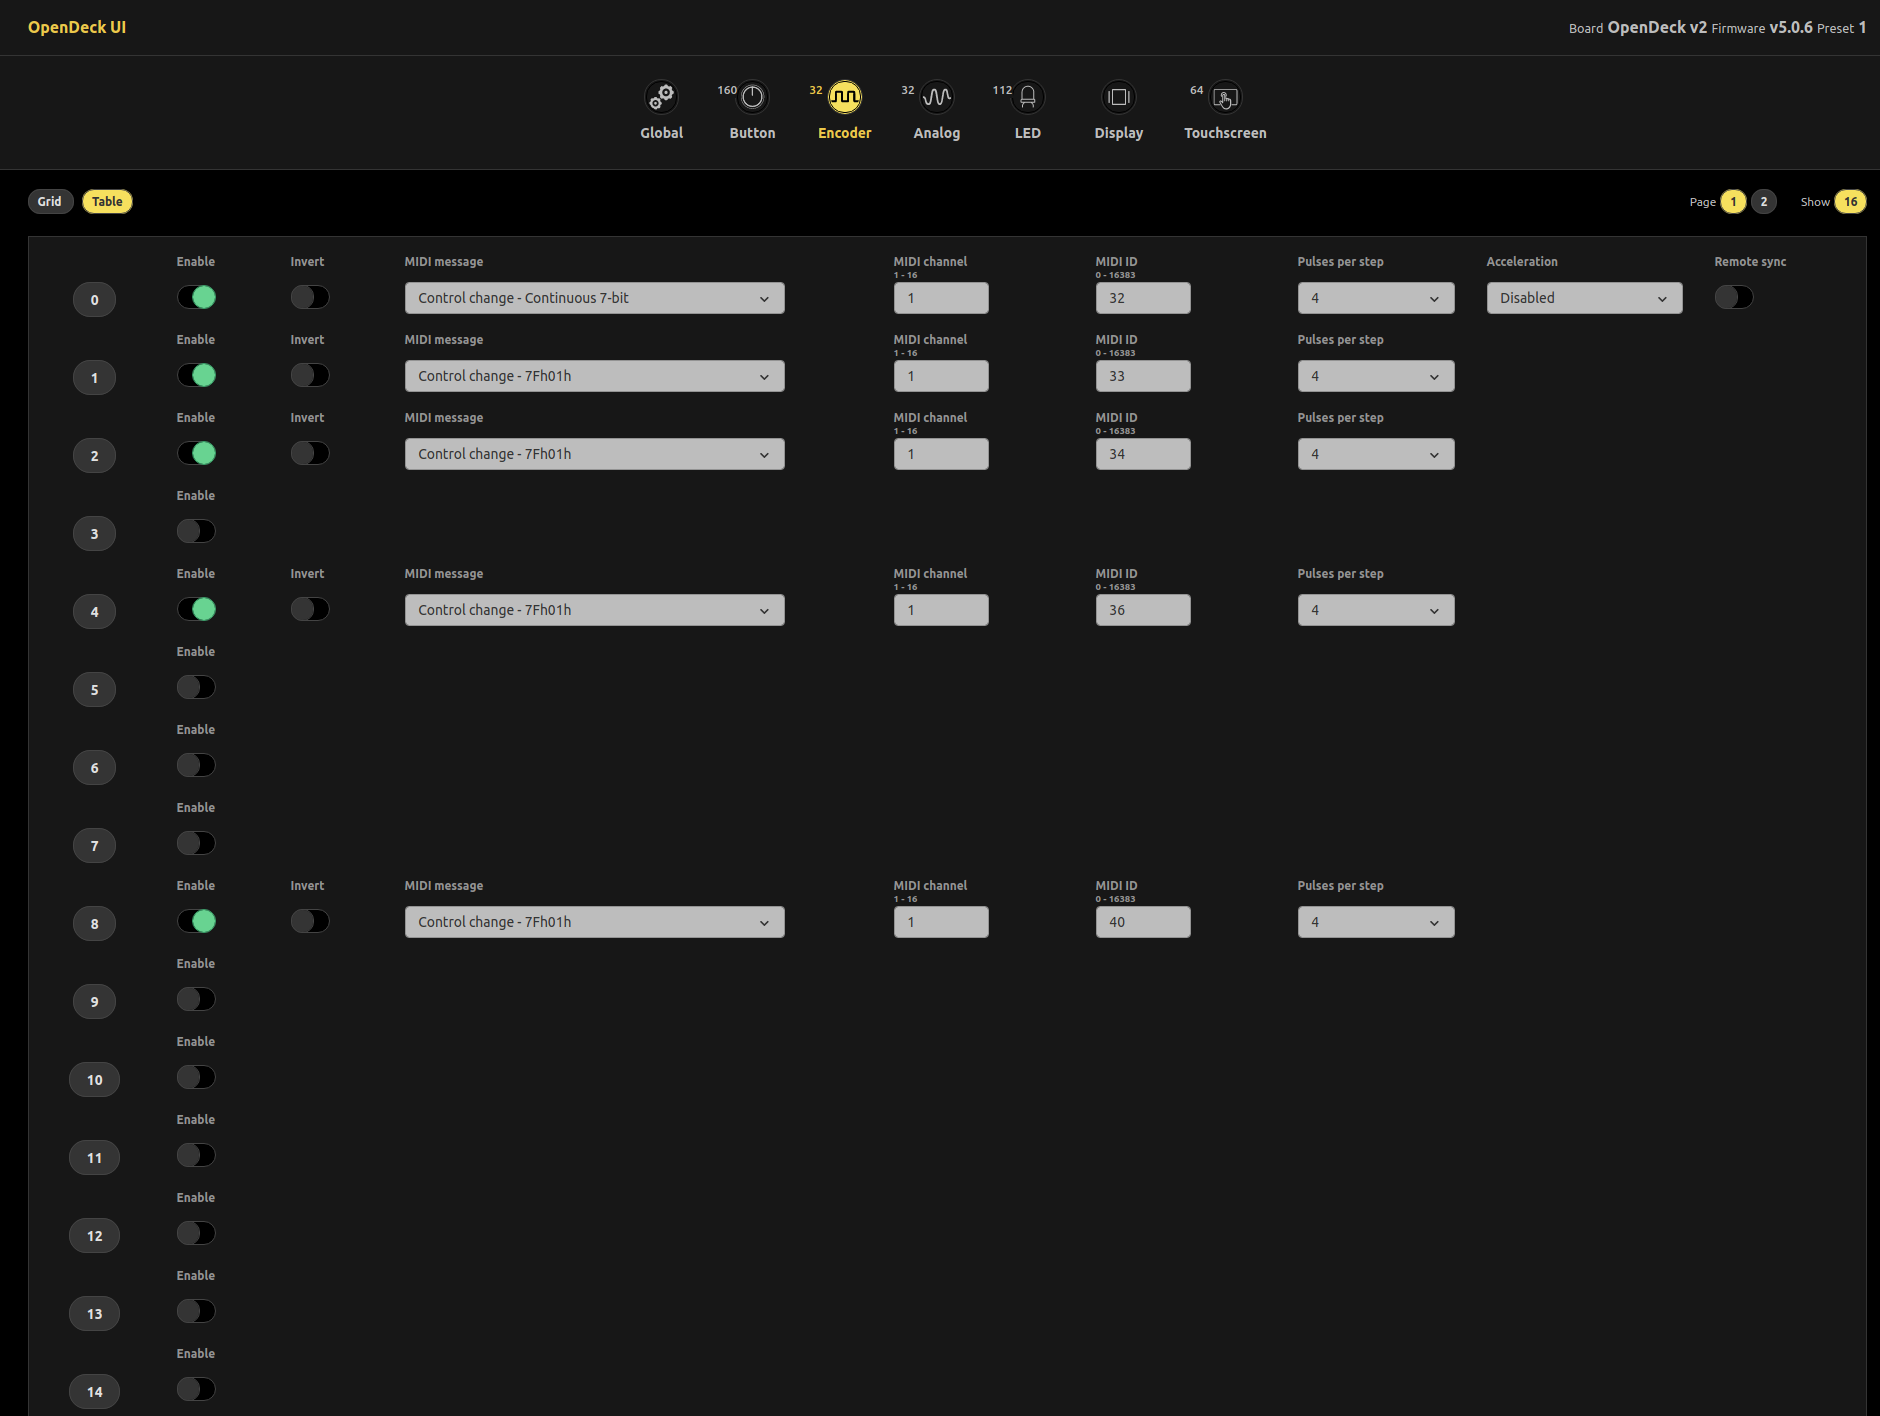 OpenDeck UI
Board OpenDeck v2 Firmware v5.0.6 Preset 1
160 32 32 112 64
Global Button Encoder Analog LED Display Touchscreen
Grid Table
Page 1 2 Show 16
Enable Invert MIDI message MIDI channel MIDI ID Pulses per step Acceleration Remote sync
1 - 16 0 - 16383
0 Control change - Continuous 7-bit 1 32 4 Disabled
Enable Invert MIDI message MIDI channel MIDI ID Pulses per step
1 - 16 0 - 16383
1 Control change - 7Fh01h 1 33 4
Enable Invert MIDI message MIDI channel MIDI ID Pulses per step
1 - 16 0 - 16383
2 Control change - 7Fh01h 1 34 4
Enable
3
Enable Invert MIDI message MIDI channel MIDI ID Pulses per step
1 - 16 0 - 16383
4 Control change - 7Fh01h 1 36 4
Enable
5
Enable
6
Enable
7
Enable Invert MIDI message MIDI channel MIDI ID Pulses per step
1 - 16 0 - 16383
8 Control change - 7Fh01h 1 40 4
Enable
9
Enable
10
Enable
11
Enable
12
Enable
13
Enable
14